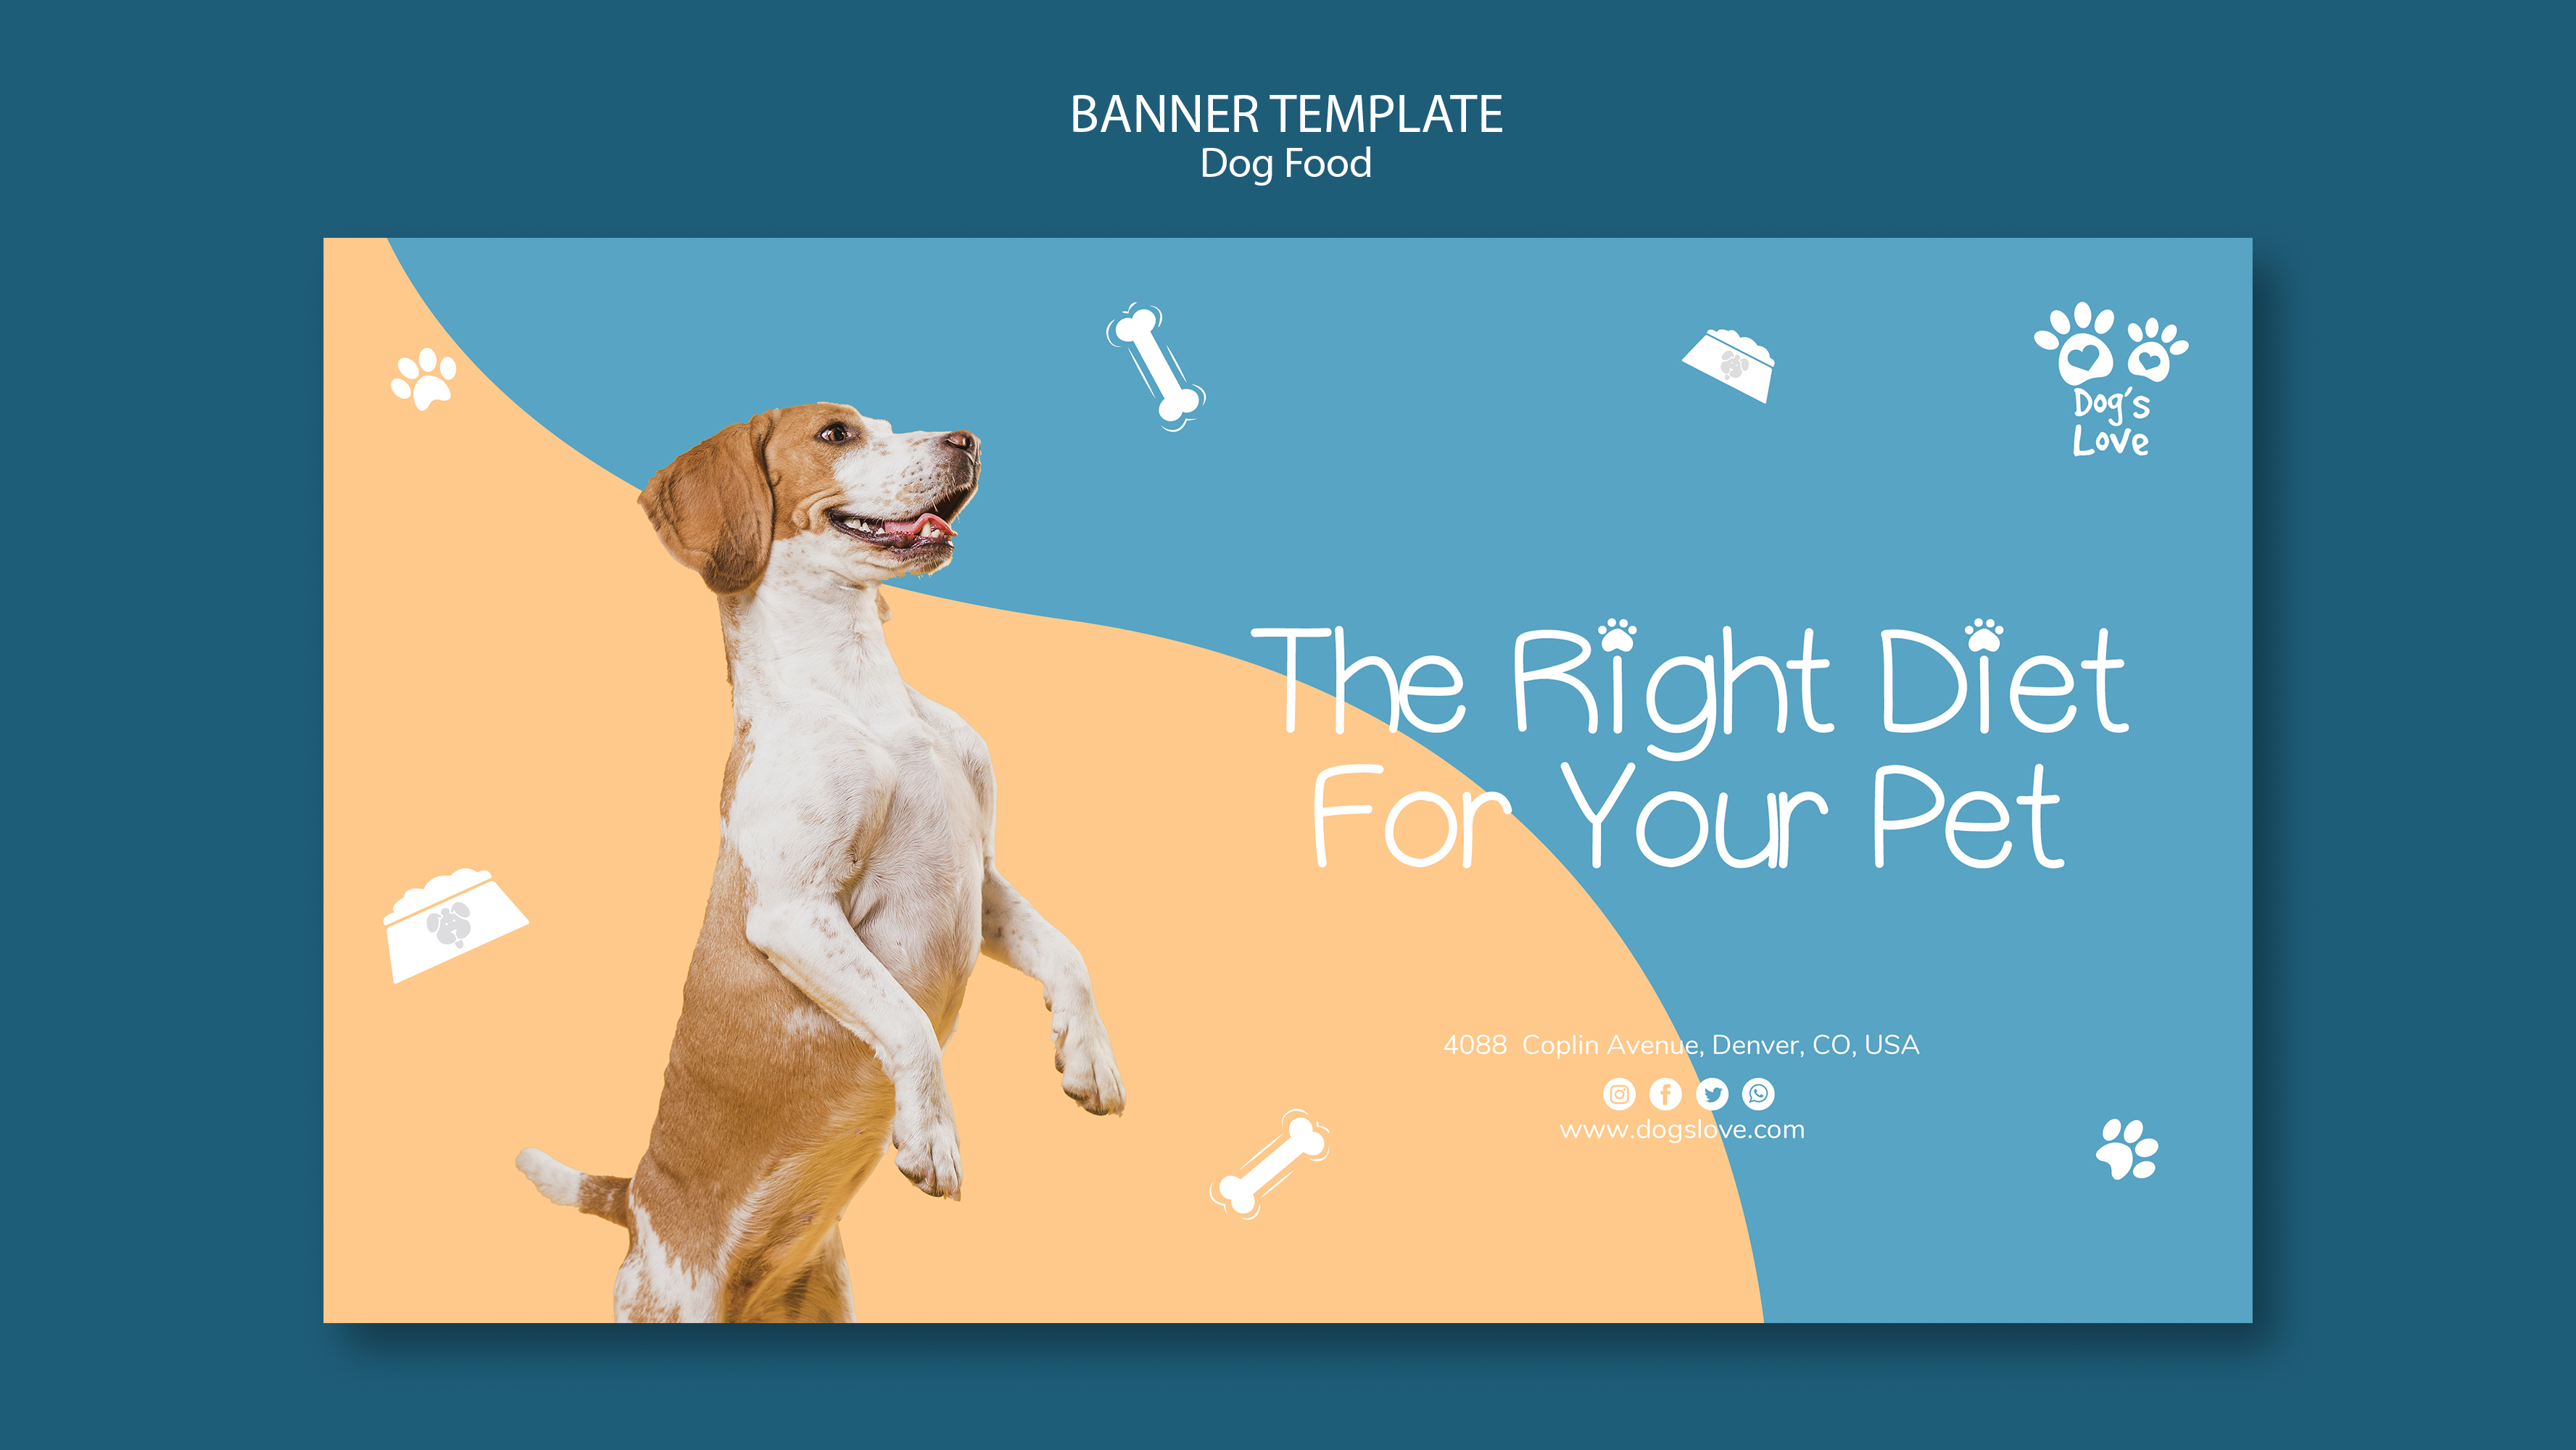 BANNER TEMPLATE
Dog Food
Dog's
Love
The Right Diet
For Your Pet
4088 Coplin Avenue, Denver, CO, USA
www.dogslove.com